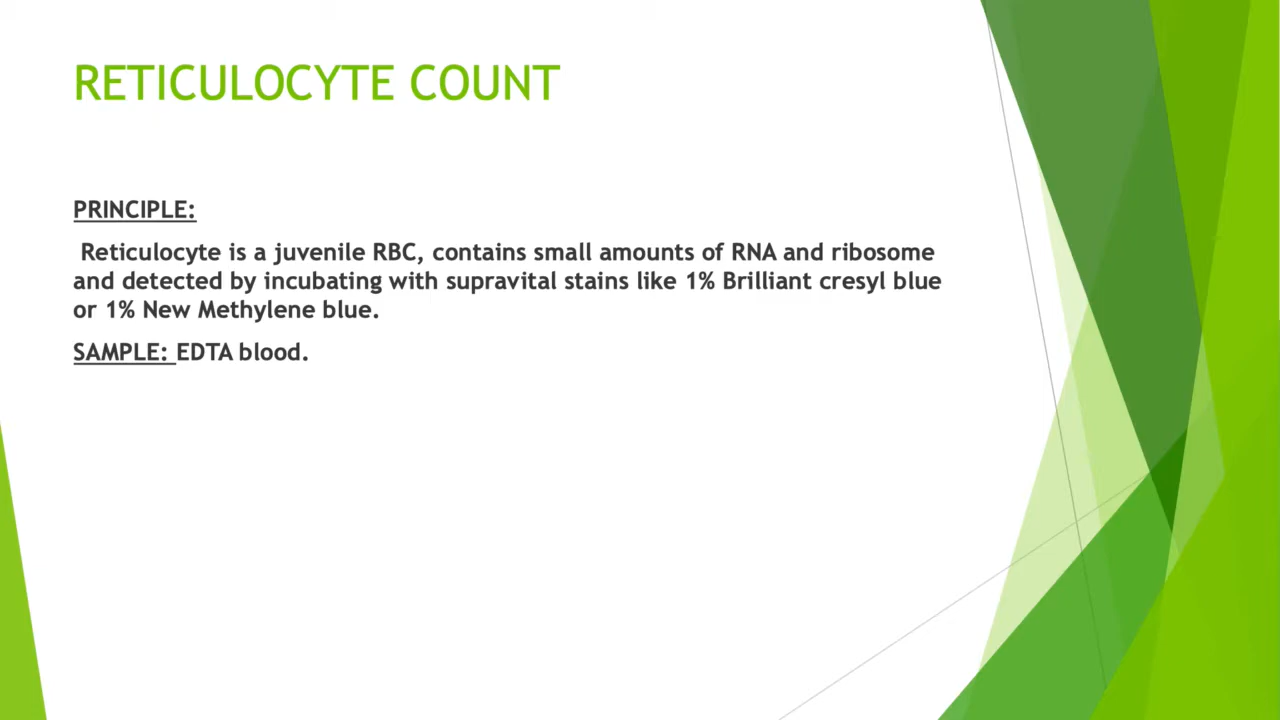 RETICULOCYTE COUNT
PRINCIPLE:
Reticulocyte is a juvenile RBC, contains small amounts of RNA and ribosome
and detected by incubating with supravital stains like 1% Brilliant cresyl blue
or 1% New Methylene blue.
SAMPLE: EDTA blood.